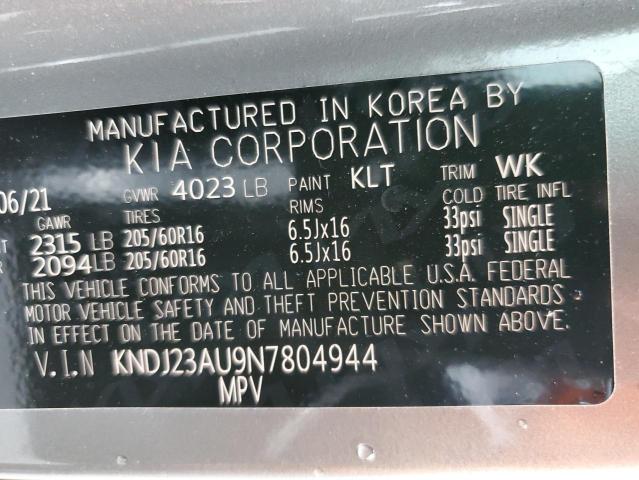 MANUFACTURED IN KOREA BY
KIA CORPORATION
06/21 GVWR 4023 LB PAINT KLT TRIM WK
GAWR TIRES RIMS COLD TIRE INFL
2315 LB 205/60R16 6.5Jx16 33psi SINGLE
2094 LB 205/60R16 6.5Jx16 33psi SINGLE
THIS VEHICLE CONFORMS TO ALL APPLICABLE U.S.A. FEDERAL
MOTOR VEHICLE SAFETY AND THEFT PREVENTION STANDARDS
IN EFFECT ON THE DATE OF MANUFACTURE SHOWN ABOVE.
V.I.N KNDJ23AU9N7804944
MPV